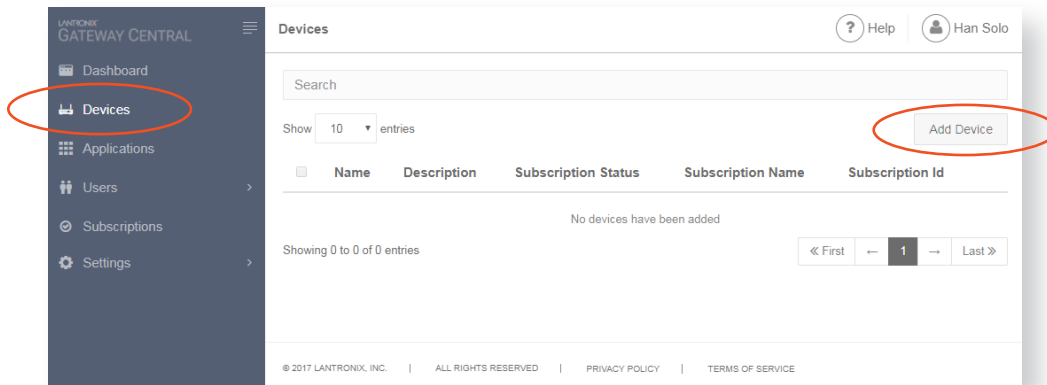 LANTRONIX
GATEWAY CENTRAL
Dashboard
Devices
Applications
Users
Subscriptions
Settings
Devices
? Help
Han Solo
Search
Show 10 entries
Add Device
Name Description Subscription Status Subscription Name Subscription Id
No devices have been added
Showing 0 to 0 of 0 entries
« First ← 1 → Last »
© 2017 LANTRONIX, INC. | ALL RIGHTS RESERVED | PRIVACY POLICY | TERMS OF SERVICE